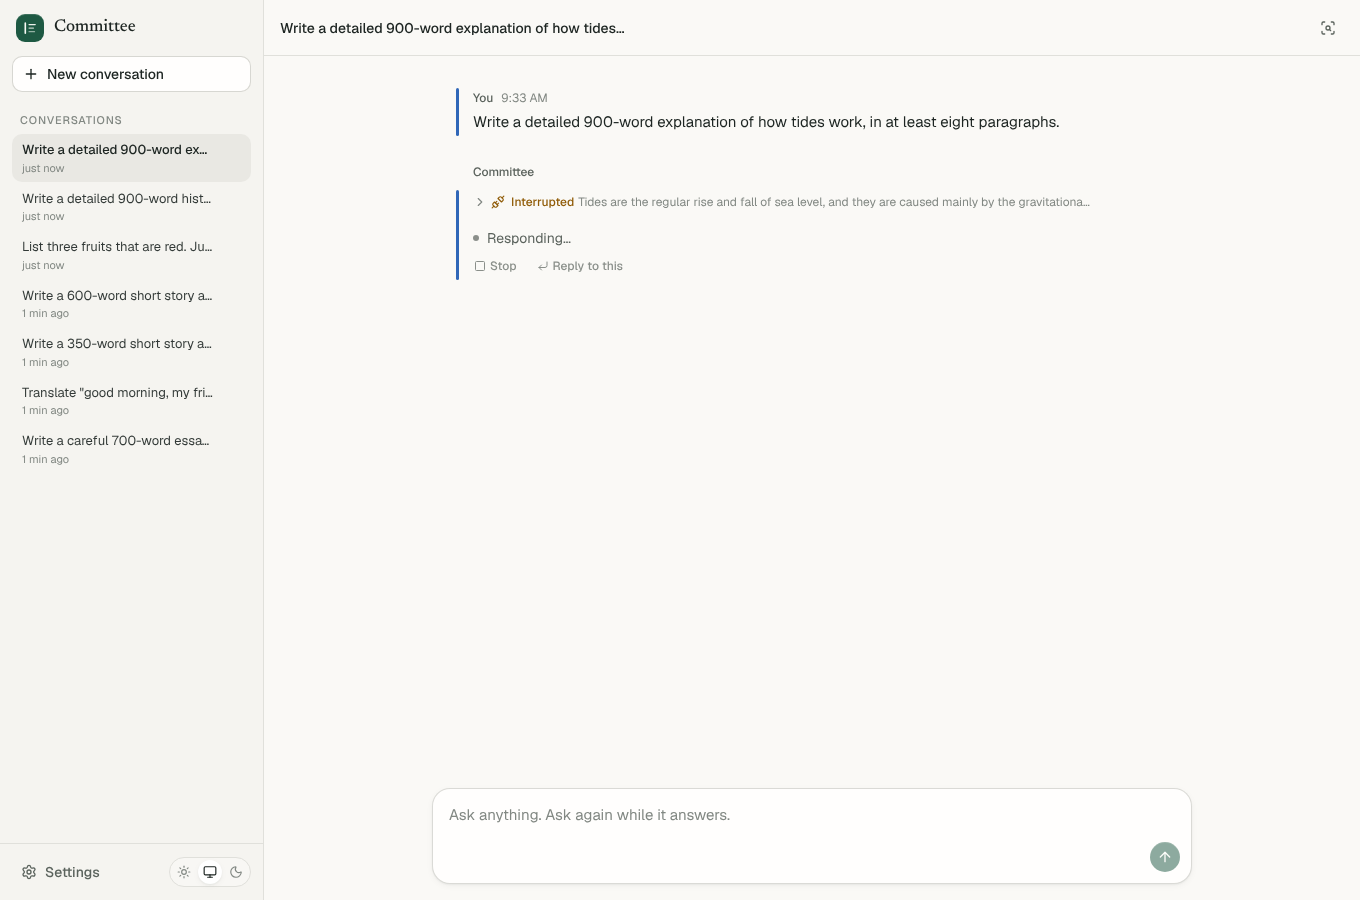 Committee
New conversation
CONVERSATIONS
Write a detailed 900-word ex...
just now
Write a detailed 900-word hist...
just now
List three fruits that are red. Ju...
just now
Write a 600-word short story a...
1 min ago
Write a 350-word short story a...
1 min ago
Translate "good morning, my fri...
1 min ago
Write a careful 700-word essa...
1 min ago
Settings
Write a detailed 900-word explanation of how tides...
You 9:33 AM
Write a detailed 900-word explanation of how tides work, in at least eight paragraphs.
Committee
Interrupted Tides are the regular rise and fall of sea level, and they are caused mainly by the gravitationa...
Responding...
Stop Reply to this
Ask anything. Ask again while it answers.